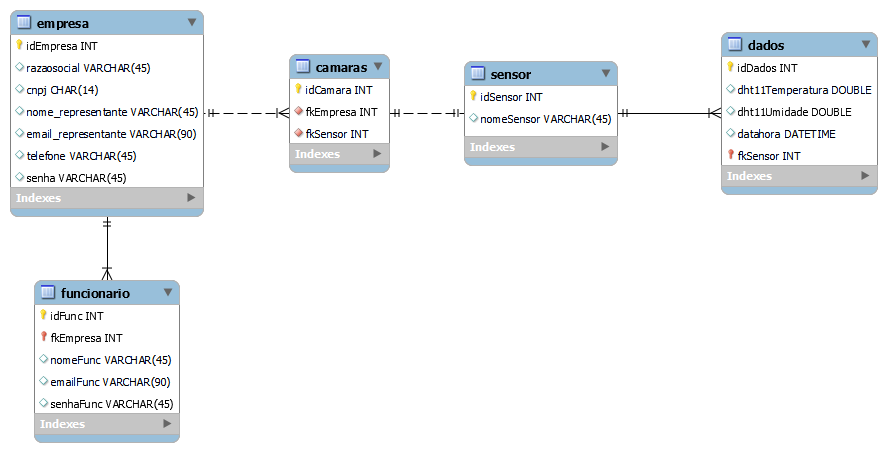 empresa
idEmpresa INT
razaosocial VARCHAR(45)
cnpj CHAR(14)
nome_representante VARCHAR(45)
email_representante VARCHAR(90)
telefone VARCHAR(45)
senha VARCHAR(45)
Indexes
camaras
idCamara INT
fkEmpresa INT
fkSensor INT
Indexes
sensor
idSensor INT
nomeSensor VARCHAR(45)
Indexes
dados
idDados INT
dht11Temperatura DOUBLE
dht11Umidade DOUBLE
datahora DATETIME
fkSensor INT
Indexes
funcionario
idFunc INT
fkEmpresa INT
nomeFunc VARCHAR(45)
emailFunc VARCHAR(90)
senhaFunc VARCHAR(45)
Indexes